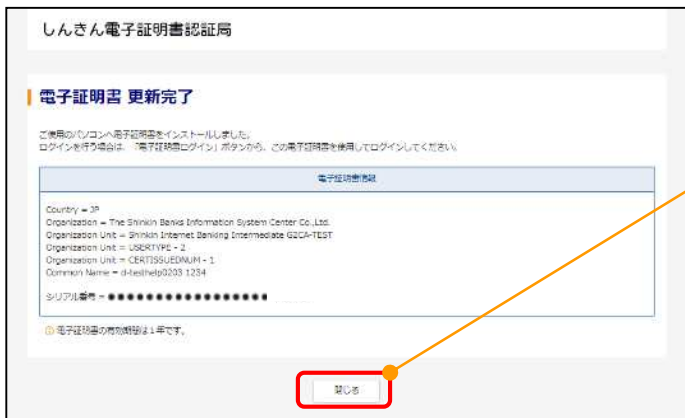 しんきん電子証明書認証局
電子証明書 更新完了
ご使用のパソコンへ電子証明書をインストールしました。
ログインを行う場合は、「電子証明書ログイン」ボタンから、この電子証明書を使用してログインしてください。
電子証明書情報
Country = JP
Organization = The Shinkin Banks Information System Center Co.,Ltd.
Organization Unit = Shinkin Internet Banking Intermediate G2CA-TEST
Organization Unit = USERTYPE - 2
Organization Unit = CERTISSUEDNUM - 1
Common Name = d-testhelp0203 1234
シリアル番号 = ●●●●●●●●●●●●●●●●●
電子証明書の有効期間は1年です。
閉じる